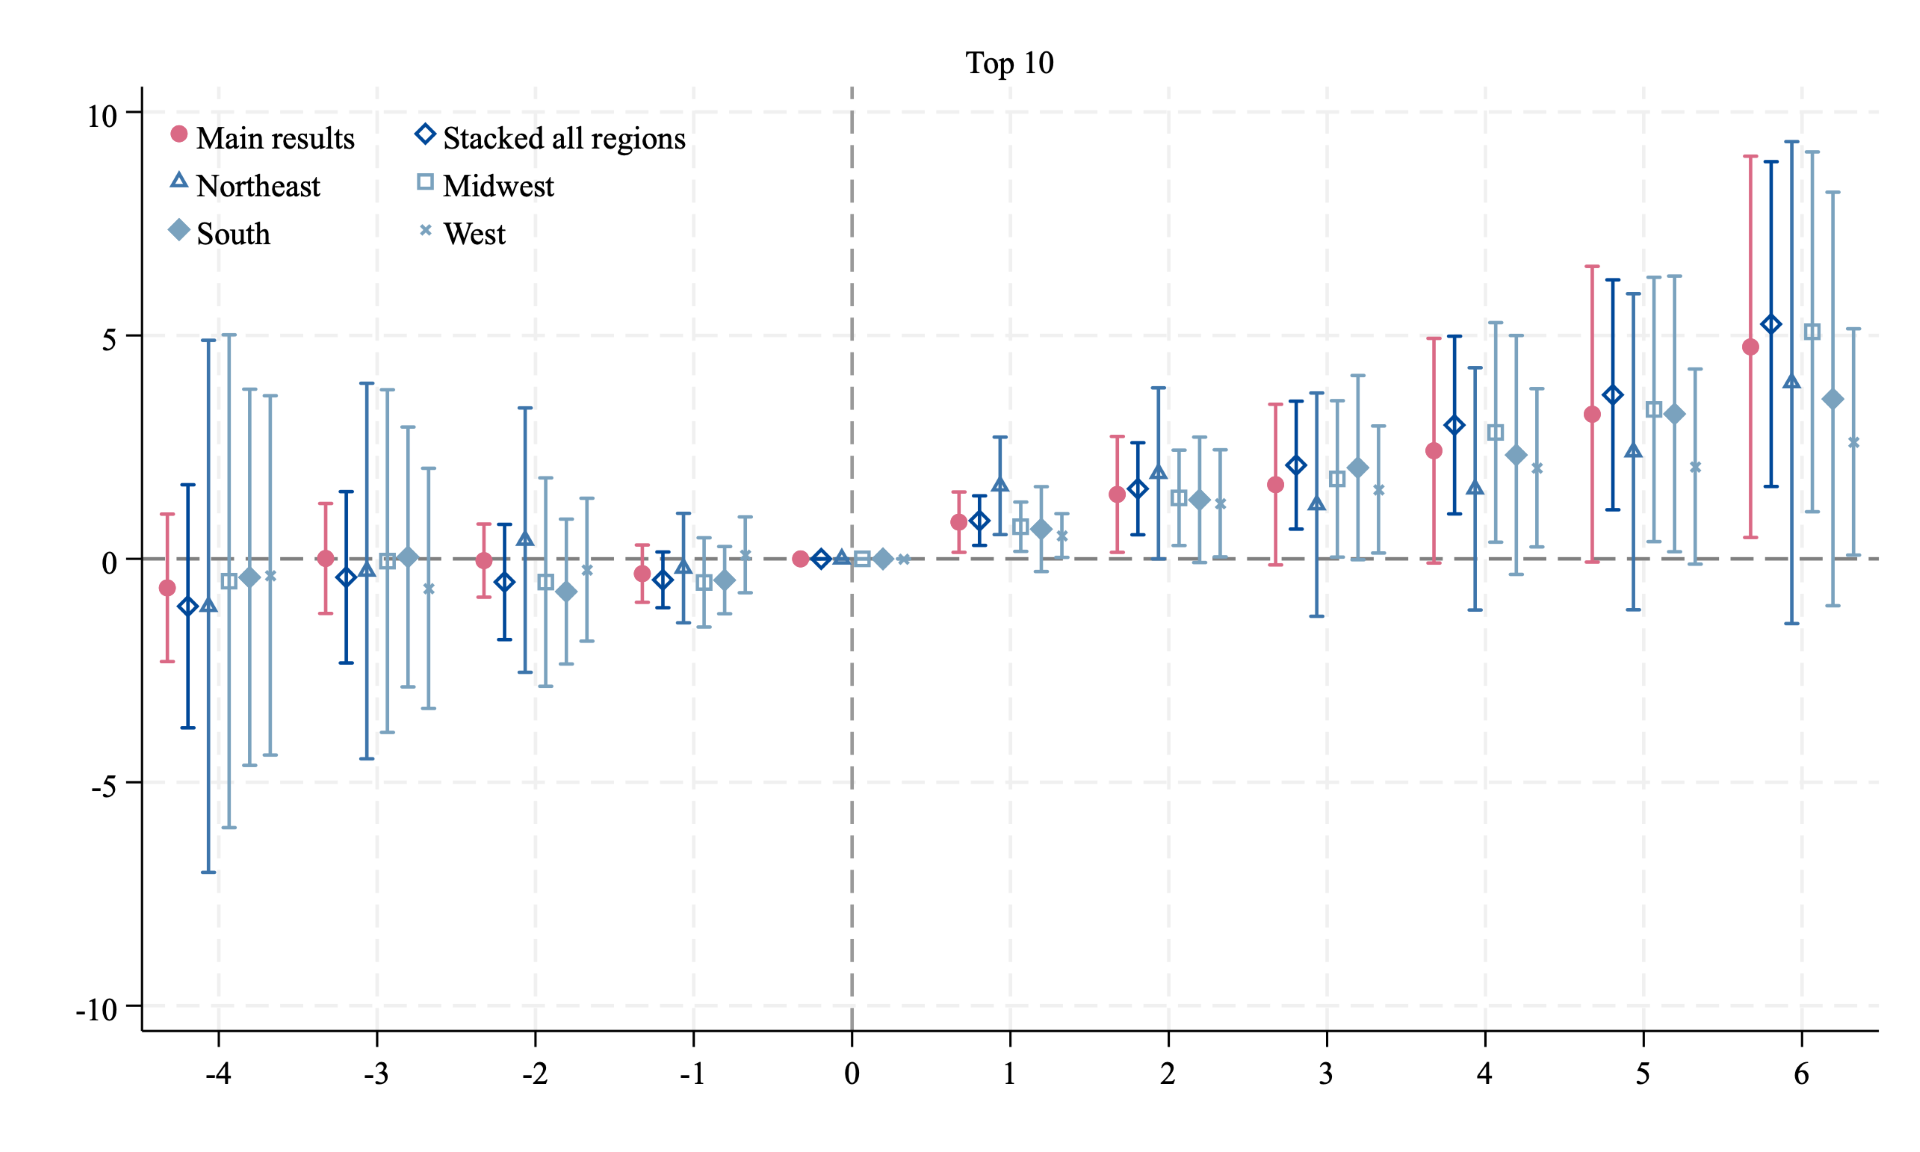 Top 10
10
Main results Stacked all regions
Northeast Midwest
South West
5
0
-5
-10
-4 -3 -2 -1 0 1 2 3 4 5 6